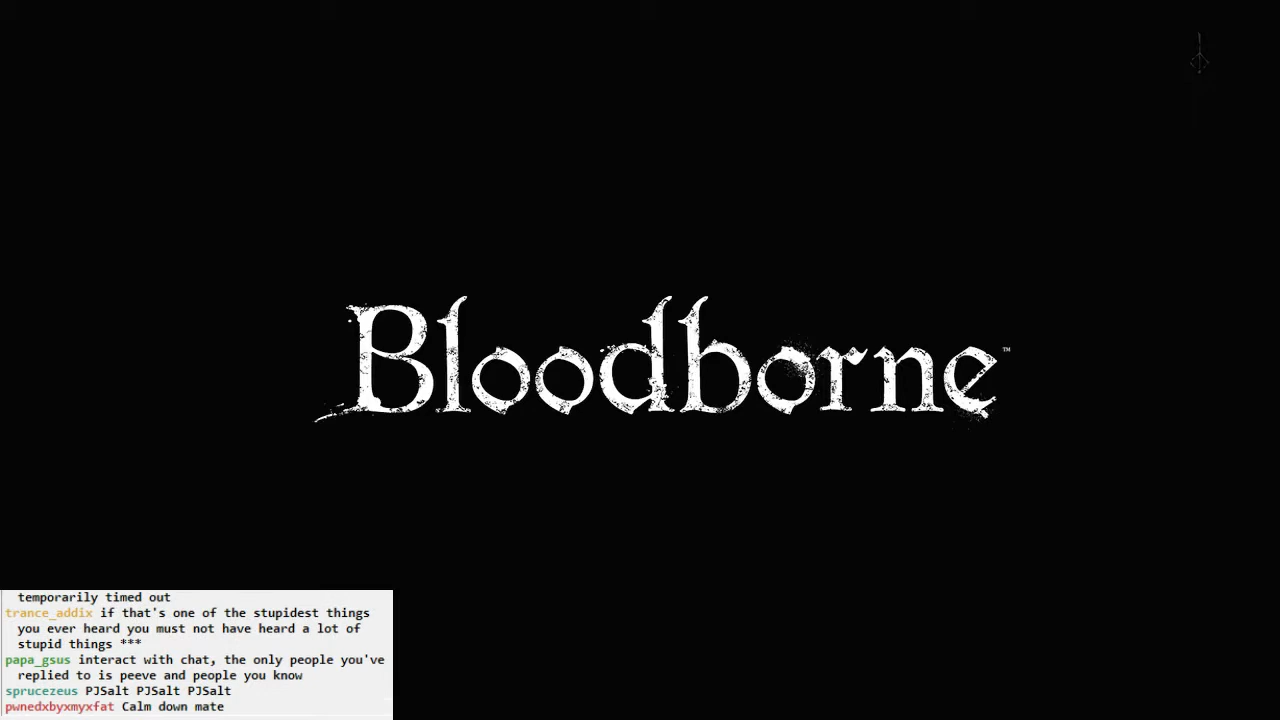 Bloodborne™
temporarily timed out
trance_addix if that's one of the stupidest things
you ever heard you must not have heard a lot of
stupid things ***
papa_gsus interact with chat, the only people you've
replied to is peeve and people you know
sprucezeus PJSalt PJSalt PJSalt
pwnedxbyxmyxfat Calm down mate